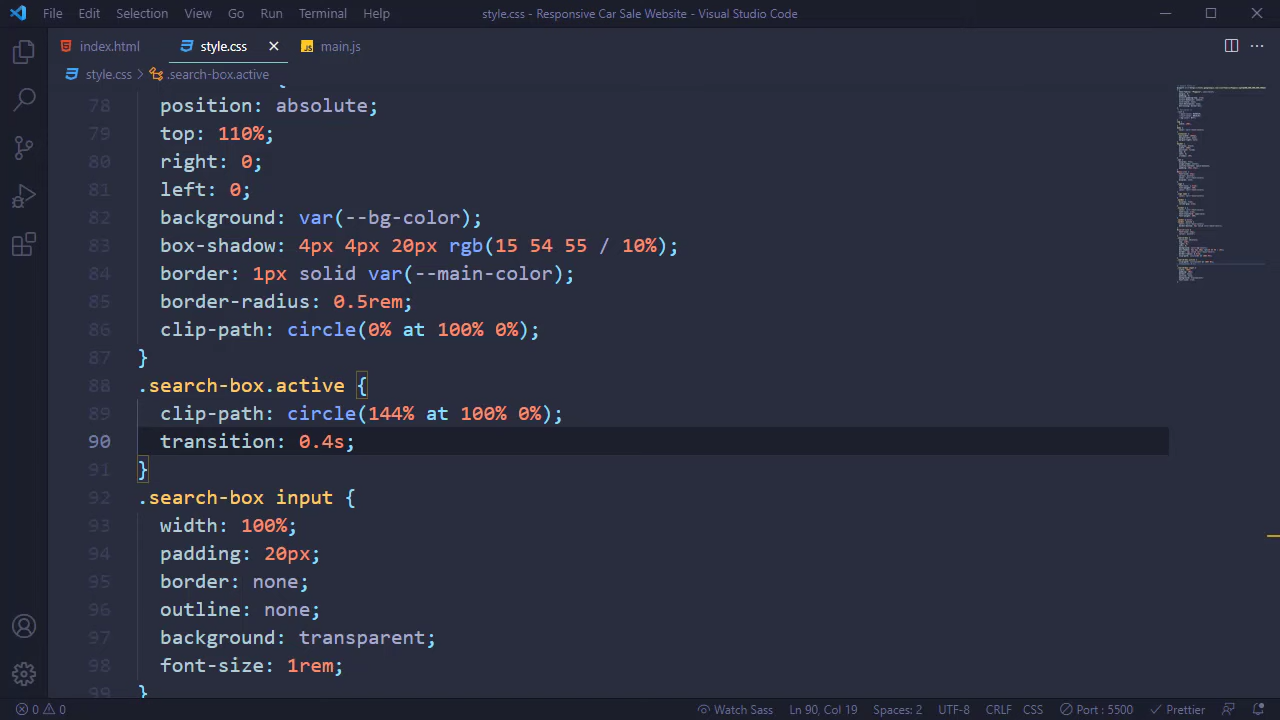 File Edit Selection View Go Run Terminal Help style.css - Responsive Car Sale Website - Visual Studio Code
index.html style.css main.js
style.css .search-box.active
78 position: absolute;
79 top: 110%;
80 right: 0;
81 left: 0;
82 background: var(--bg-color);
83 box-shadow: 4px 4px 20px rgb(15 54 55 / 10%);
84 border: 1px solid var(--main-color);
85 border-radius: 0.5rem;
86 clip-path: circle(0% at 100% 0%);
87 }
88 .search-box.active {
89 clip-path: circle(144% at 100% 0%);
90 transition: 0.4s;
91 }
92 .search-box input {
93 width: 100%;
94 padding: 20px;
95 border: none;
96 outline: none;
97 background: transparent;
98 font-size: 1rem;
99 }
0 0 Watch Sass Ln 90, Col 19 Spaces: 2 UTF-8 CRLF CSS Port : 5500 Prettier